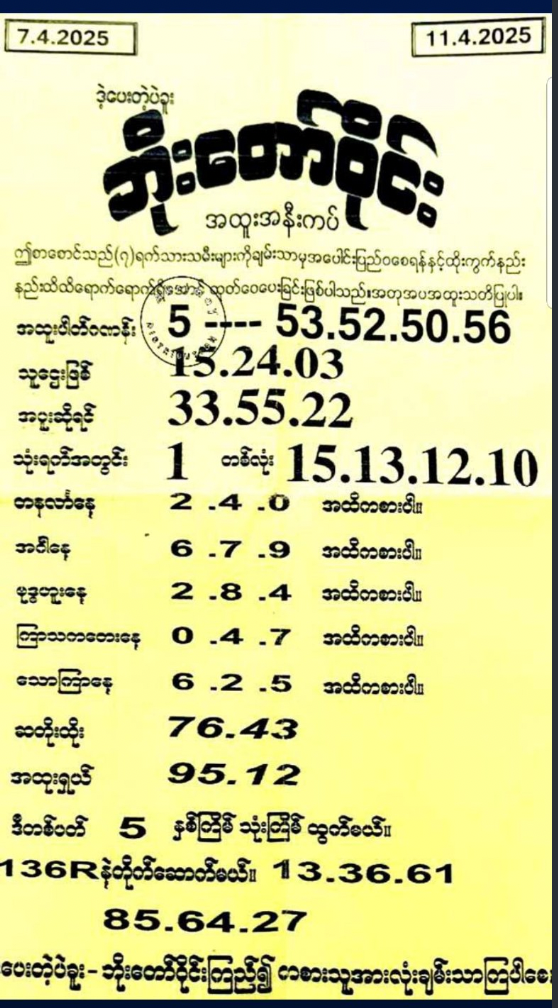 7.4.2025
11.4.2025
ဒဲ့ပေးတဲ့ပဲခူး
ဘိုးတော်ဝိုင်း
အထူးအနီးကပ်
ဤစာစောင်သည်(၇)ရက်သားသမီးများကိုချမ်းသာမှုအပေါင်းပြည်ဝစေရန်နှင့်ထိုးကွက်နည်း
နည်းထိထိရောက်ရောက်ရှိအောင် ထုတ်ဝေပေးခြင်းဖြစ်ပါသည်။အတုအပအထူးသတိပြုပါ။
အထူးပါတ်ဂဏန်း 5 ---- 53.52.50.56
သူဌေးဖြစ် 15.24.03
အပူးဆိုရင် 33.55.22
သုံးရတ်အတွင်း 1 တစ်လုံး 15.13.12.10
တနင်္လာနေ့ 2 .4 .0 အထိကစားပါ။
အင်္ဂါနေ့ 6 .7 .9 အထိကစားပါ။
ဗုဒ္ဓဟူးနေ့ 2 .8 .4 အထိကစားပါ။
ကြာသပတေးနေ့ 0 .4 .7 အထိကစားပါ။
သောကြာနေ့ 6 .2 .5 အထိကစားပါ။
ဆတိုးထိုး 76.43
အထူးရှယ် 95.12
ဒီတစ်ပတ် 5 နှစ်ကြိမ် သုံးကြိမ် ထွက်မယ်။
136Rနဲ့တိုက်ဆောက်မယ်။ 13.36.61
85.64.27
ပေးတဲ့ပဲခူး – ဘိုးတော်ဝိုင်းကြည့်၍ ကစားသူအားလုံးချမ်းသာကြပါစေ